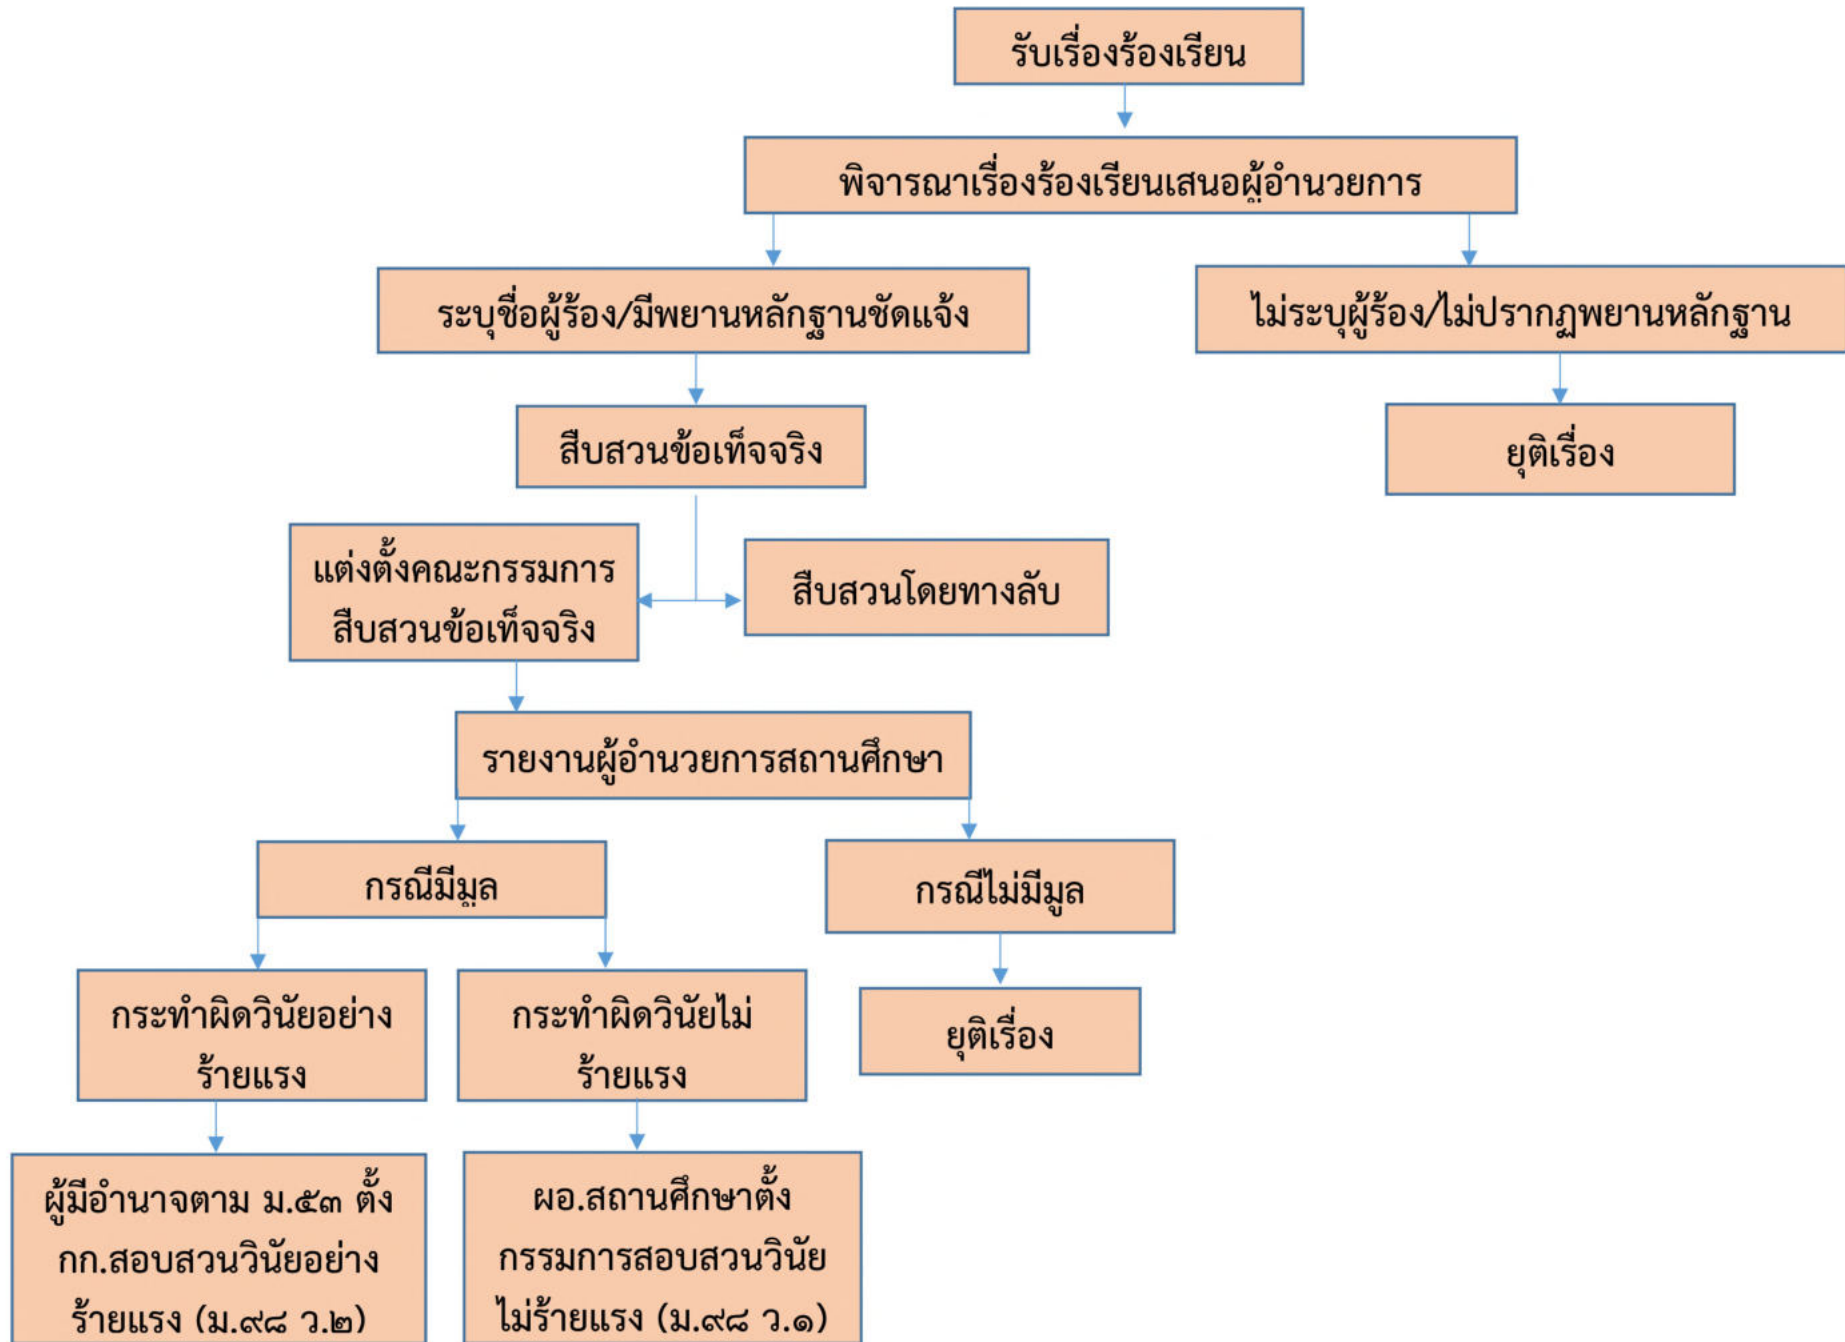 รับเรื่องร้องเรียน
พิจารณาเรื่องร้องเรียนเสนอผู้อำนวยการ
ระบุชื่อผู้ร้อง/มีพยานหลักฐานชัดแจ้ง
ไม่ระบุผู้ร้อง/ไม่ปรากฏพยานหลักฐาน
สืบสวนข้อเท็จจริง
ยุติเรื่อง
แต่งตั้งคณะกรรมการ
สืบสวนข้อเท็จจริง
สืบสวนโดยทางลับ
รายงานผู้อำนวยการสถานศึกษา
กรณีมีมูล
กรณีไม่มีมูล
กระทำผิดวินัยอย่าง
ร้ายแรง
กระทำผิดวินัยไม่
ร้ายแรง
ยุติเรื่อง
ผู้มีอำนาจตาม ม.๕๓ ตั้ง
กก.สอบสวนวินัยอย่าง
ร้ายแรง (ม.๙๘ ว.๒)
ผอ.สถานศึกษาตั้ง
กรรมการสอบสวนวินัย
ไม่ร้ายแรง (ม.๙๘ ว.๑)